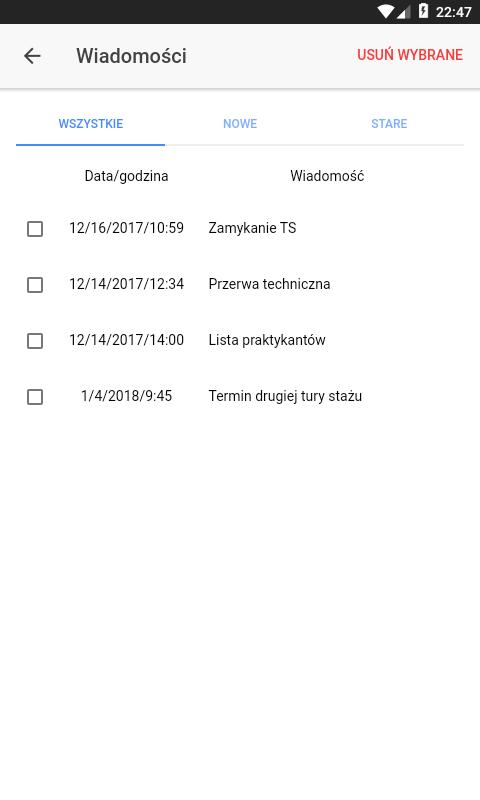 22:47
Wiadomości USUŃ WYBRANE
WSZYSTKIE NOWE STARE
Data/godzina Wiadomość
12/16/2017/10:59 Zamykanie TS
12/14/2017/12:34 Przerwa techniczna
12/14/2017/14:00 Lista praktykantów
1/4/2018/9:45 Termin drugiej tury stażu